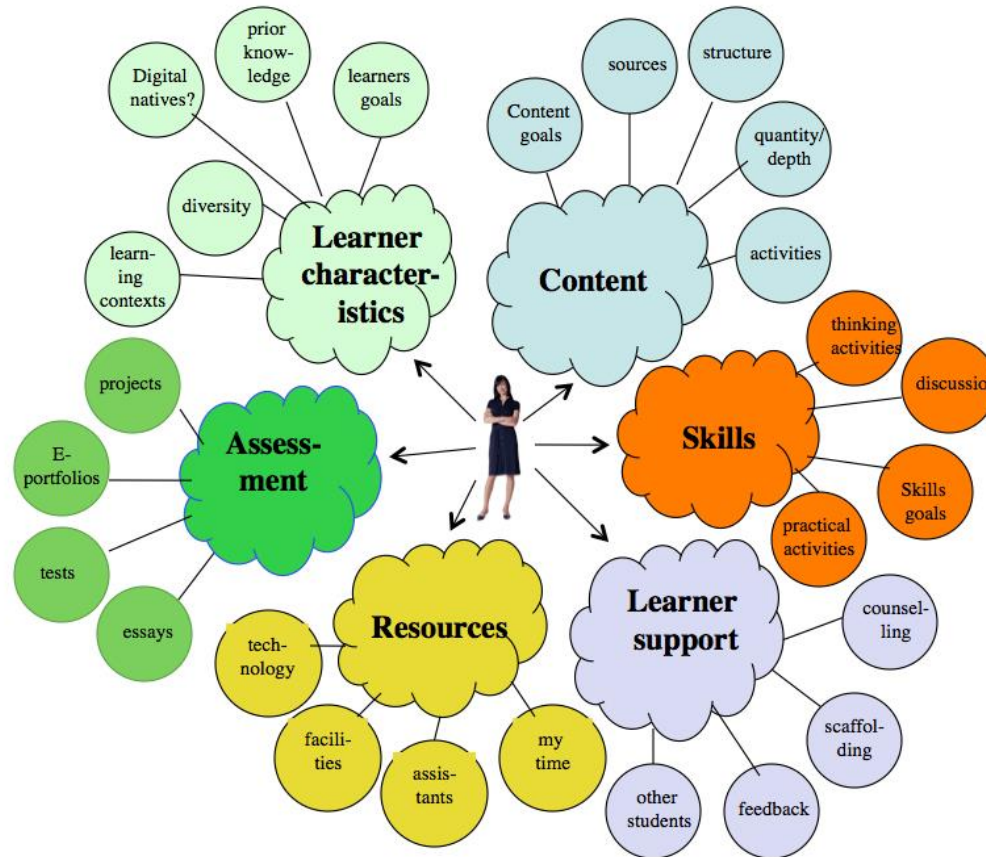 prior
know-
ledge
Digital
natives?
learners
goals
diversity
learn-
ing
contexts
Learner
character-
istics
sources
structure
Content
goals
quantity/
depth
activities
Content
thinking
activities
discussio
Skills
goals
practical
activities
Skills
projects
E-
portfolios
tests
essays
Assess-
ment
Resources
tech-
nology
facili-
ties
assis-
tants
my
time
Learner
support
counsel-
ling
scaffol-
ding
feedback
other
students